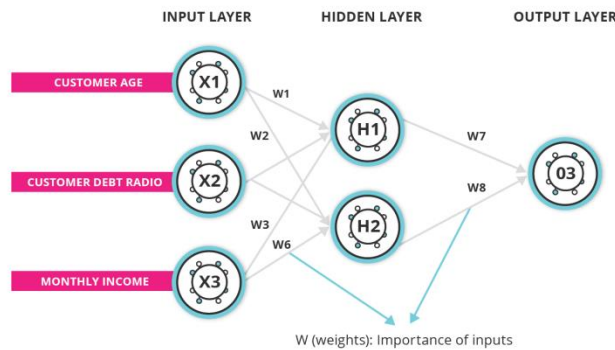 INPUT LAYER HIDDEN LAYER OUTPUT LAYER
CUSTOMER AGE X1 W1
H1 W7
W2
CUSTOMER DEBT RADIO X2 03
W8
W3 H2
W6
MONTHLY INCOME X3
W (weights): Importance of inputs